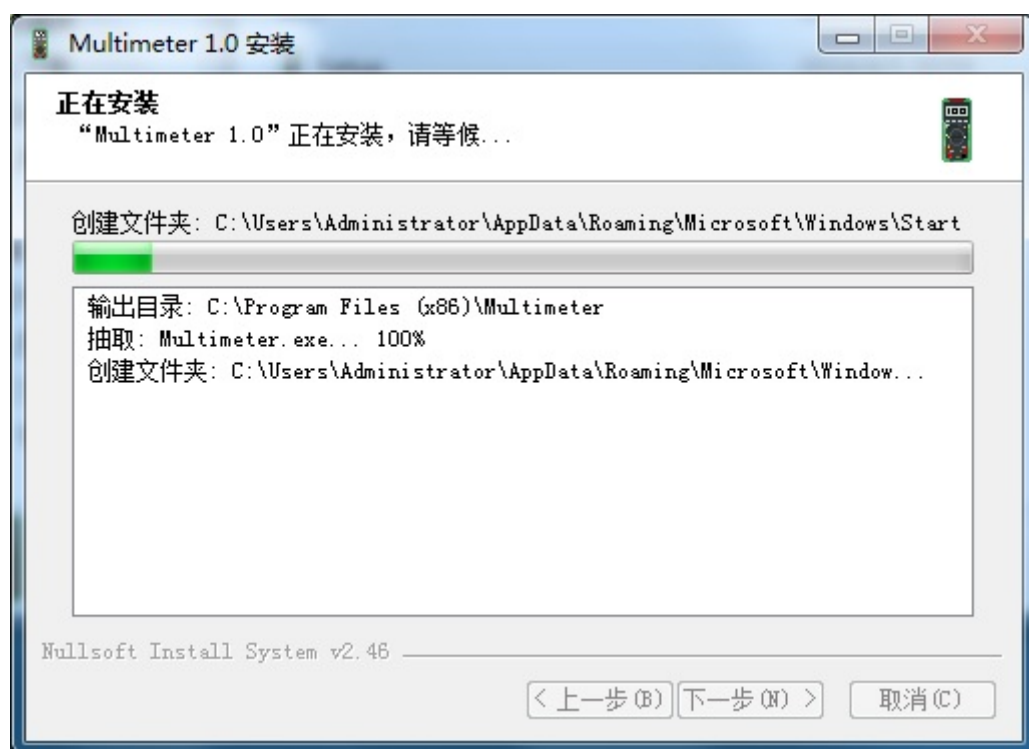 Multimeter 1.0 安装
正在安装
“Multimeter 1.0”正在安装，请等候...
创建文件夹: C:\Users\Administrator\AppData\Roaming\Microsoft\Windows\Start
输出目录: C:\Program Files (x86)\Multimeter
抽取: Multimeter.exe... 100%
创建文件夹: C:\Users\Administrator\AppData\Roaming\Microsoft\Window...
Nullsoft Install System v2.46
< 上一步(B) 下一步(N) > 取消(C)